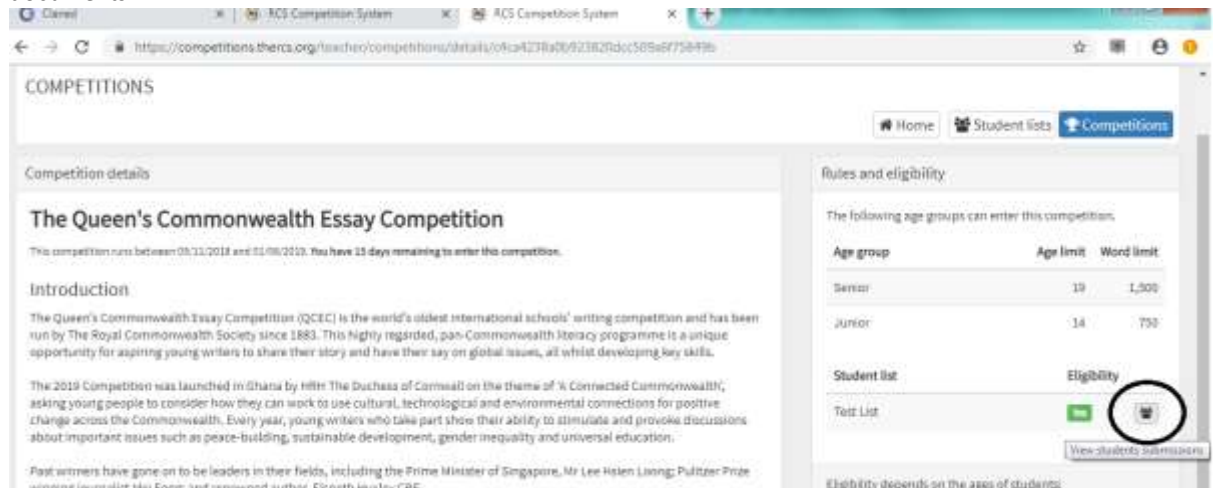 Clared
RCS Competition System
RCS Competition System
https://competitions.thercs.org/teacher/competitions/details/
COMPETITIONS
Home Student lists Competitions
Competition details
Rules and eligibility
The Queen's Commonwealth Essay Competition
The following age groups can enter this competition.
This competition runs between and You have 15 days remaining to enter this competition.
Age group Age limit Word limit
Introduction
Senior 19 1,500
The Queen's Commonwealth Essay Competition (QCEC) is the world's oldest international schools' writing competition and has been
run by The Royal Commonwealth Society since 1883. This highly regarded, pan-Commonwealth literacy programme is a unique
Junior 14 750
opportunity for aspiring young writers to share their story and have their say on global issues, all whilst developing key skills.
Student list Eligibility
The 2019 Competition was launched in Ghana by HRH The Duchess of Cornwall on the theme of 'A Connected Commonwealth',
asking young people to consider how they can work to use cultural, technological and environmental connections for positive
Test List Yes
change across the Commonwealth. Every year, young writers who take part show their ability to stimulate and provoke discussions
about important issues such as peace-building, sustainable development, gender inequality and universal education.
View students submissions
Past winners have gone on to be leaders in their fields, including the Prime Minister of Singapore, Mr Lee Hsien Loong; Pulitzer Prize
Eligibility depends on the ages of students.